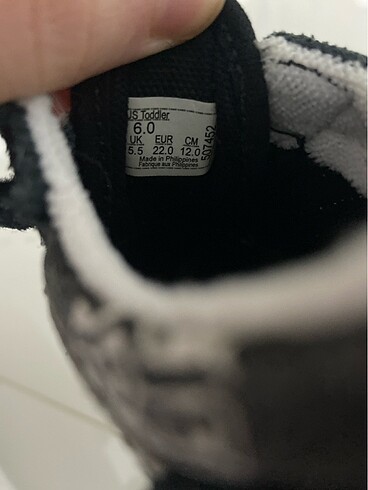 US Toddler
6.0
UK EUR CM
5.5 22.0 12.0
Made in Philippines
Fabrique aux Philippines
507452